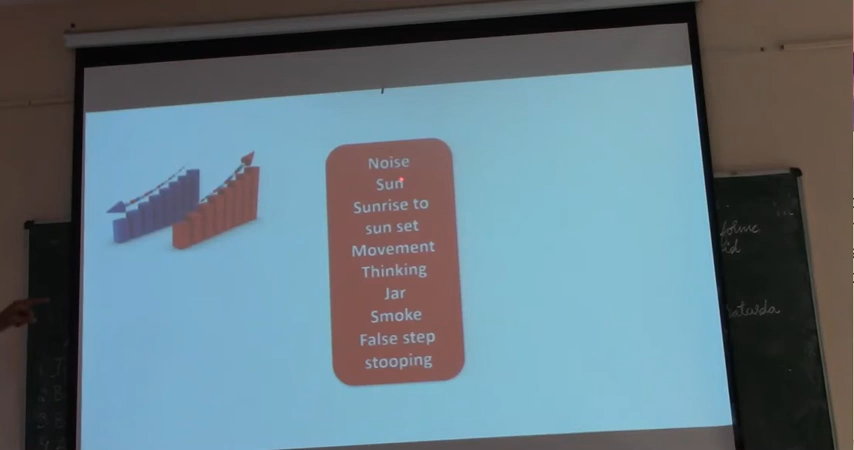 Noise
Sun
Sunrise to
sun set
Movement
Thinking
Jar
Smoke
False step
stooping